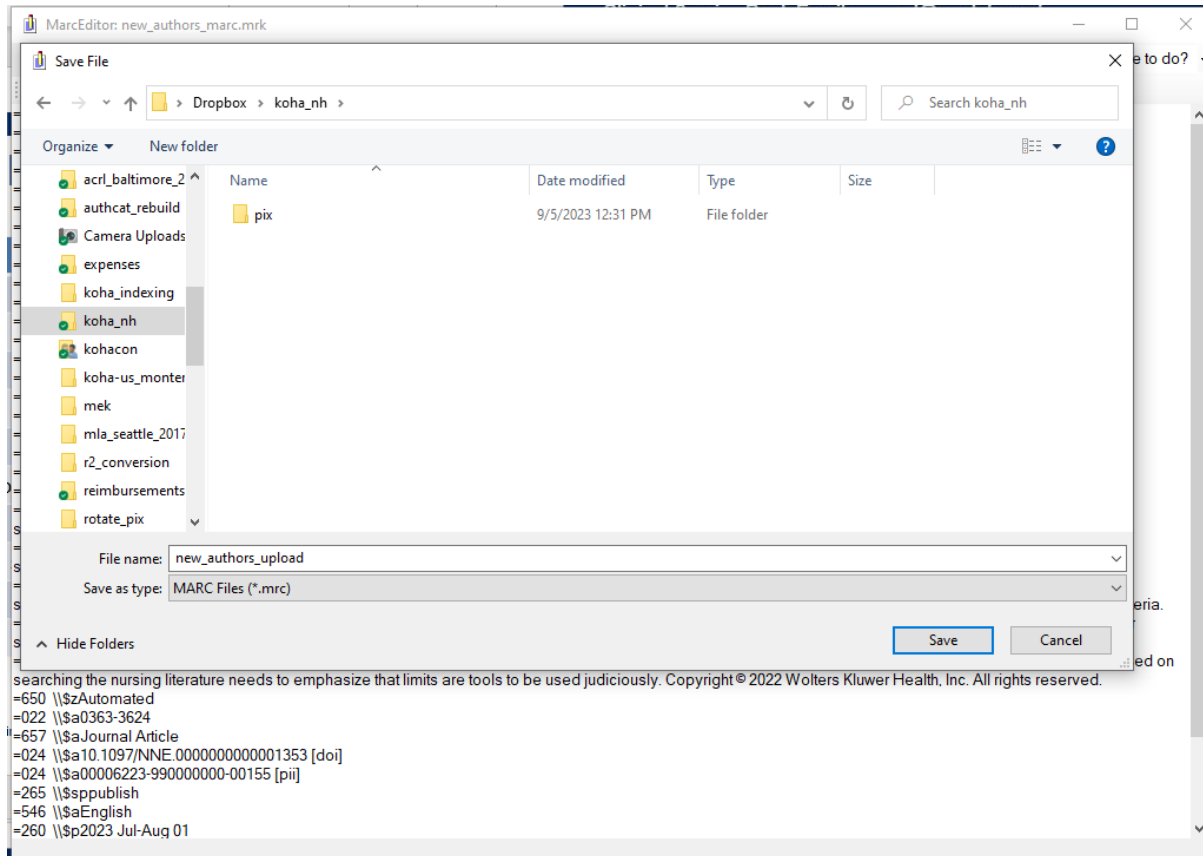 MarcEditor: new_authors_marc.mrk
Save File
e to do?
Dropbox > koha_nh >
Search koha_nh
Organize
New folder
Name
Date modified
Type
Size
acrl_baltimore_2
pix
9/5/2023 12:31 PM
File folder
authcat_rebuild
Camera Uploads
expenses
koha_indexing
koha_nh
kohacon
koha-us_monter
mek
mla_seattle_2017
r2_conversion
reimbursements
rotate_pix
File name:
new_authors_upload
Save as type:
MARC Files (*.mrc)
eria.
Hide Folders
Save
Cancel
ed on
searching the nursing literature needs to emphasize that limits are tools to be used judiciously. Copyright © 2022 Wolters Kluwer Health, Inc. All rights reserved.
=650 \\$zAutomated
=022 \\$a0363-3624
=657 \\$aJournal Article
=024 \\$a10.1097/NNE.0000000000001353 [doi]
=024 \\$a00006223-990000000-00155 [pii]
=265 \\$sppublish
=546 \\$aEnglish
=260 \\$p2023 Jul-Aug 01